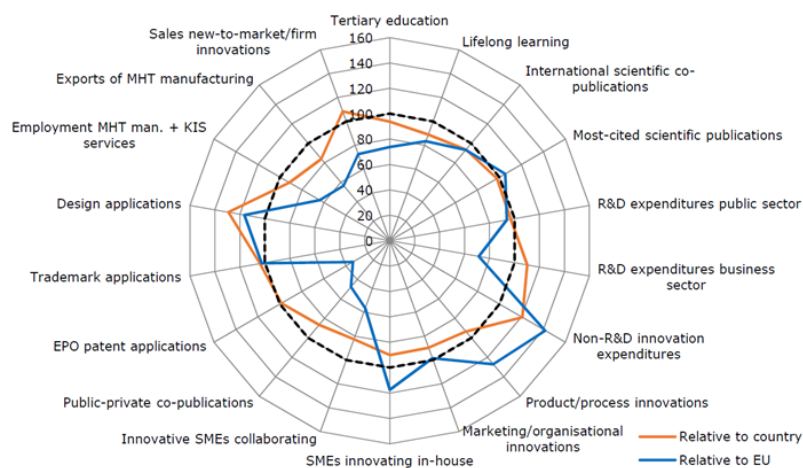 Tertiary education
160
Sales new-to-market/firm
innovations
Lifelong learning
140
Exports of MHT manufacturing
120
International scientific co-
publications
100
Employment MHT man. + KIS
services
80
Most-cited scientific publications
60
Design applications
40
R&D expenditures public sector
20
0
Trademark applications
R&D expenditures business
sector
EPO patent applications
Non-R&D innovation
expenditures
Public-private co-publications
Product/process innovations
Innovative SMEs collaborating
Marketing/organisational
innovations
SMEs innovating in-house
Relative to country
Relative to EU